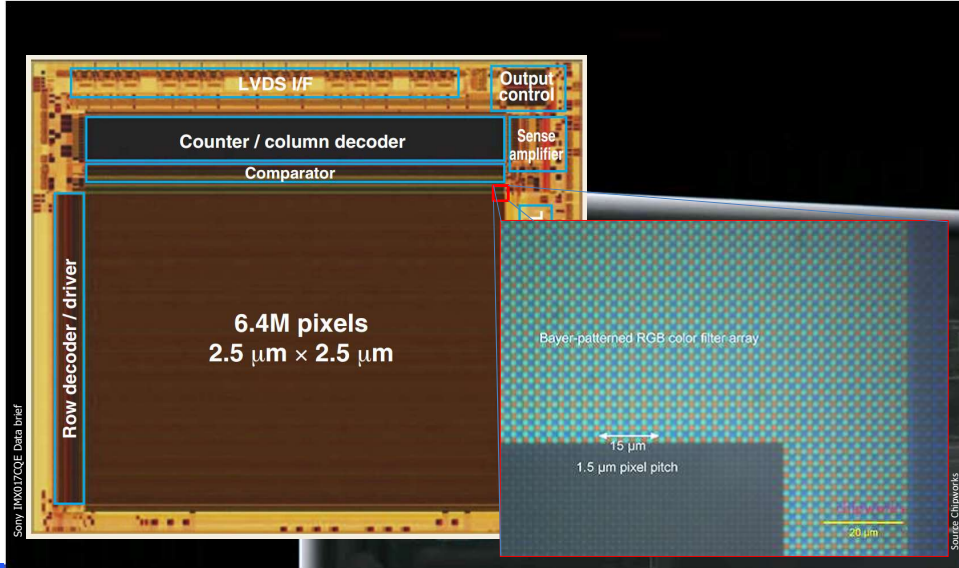 LVDS I/F
Output
control
Counter / column decoder
Sense
amplifier
Comparator
Row decoder / driver
6.4M pixels
2.5 μm × 2.5 μm
Bayer-patterned RGB color filter array
15 μm
1.5 μm pixel pitch
20 μm
Sony IMX017CQE Data brief
Source Chipworks